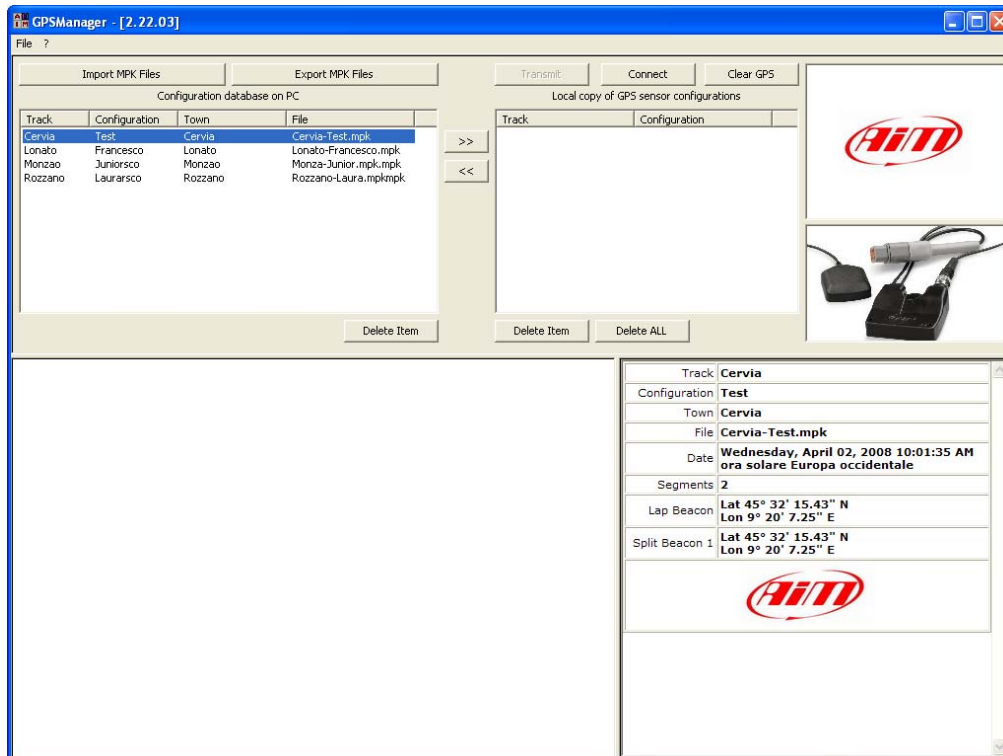 GPSManager - [2.22.03]
File ?
Import MPK Files
Export MPK Files
Transmit
Connect
Clear GPS
Configuration database on PC
Local copy of GPS sensor configurations
Track Configuration Town File
Cervia Test Cervia Cervia-Test.mpk
Lonato Francesco Lonato Lonato-Francesco.mpk
Monzao Juniorsco Monzao Monza-Junior.mpk.mpk
Rozzano Laurarsco Rozzano Rozzano-Laura.mpkmpk
>>
<<
Track Configuration
AiM
Delete Item
Delete Item
Delete ALL
Track Cervia
Configuration Test
Town Cervia
File Cervia-Test.mpk
Date Wednesday, April 02, 2008 10:01:35 AM
ora solare Europa occidentale
Segments 2
Lap Beacon Lat 45° 32' 15.43" N
Lon 9° 20' 7.25" E
Split Beacon 1 Lat 45° 32' 15.43" N
Lon 9° 20' 7.25" E
AiM